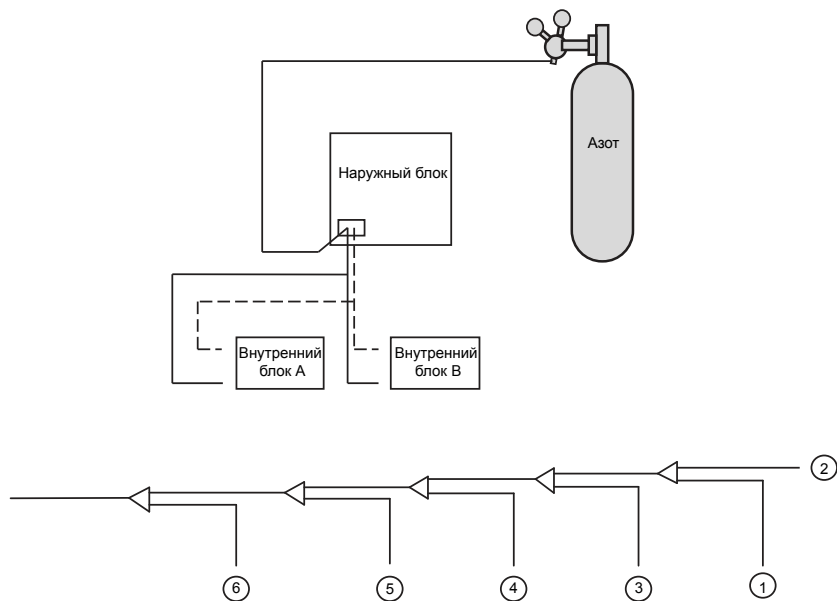 Азот
Наружный блок
Внутренний
блок A
Внутренний
блок B
2
6
5
4
3
1